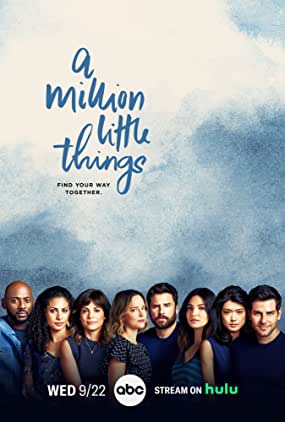 a
million
little
things
FIND YOUR WAY
TOGETHER.
WED 9/22 abc STREAM ON hulu